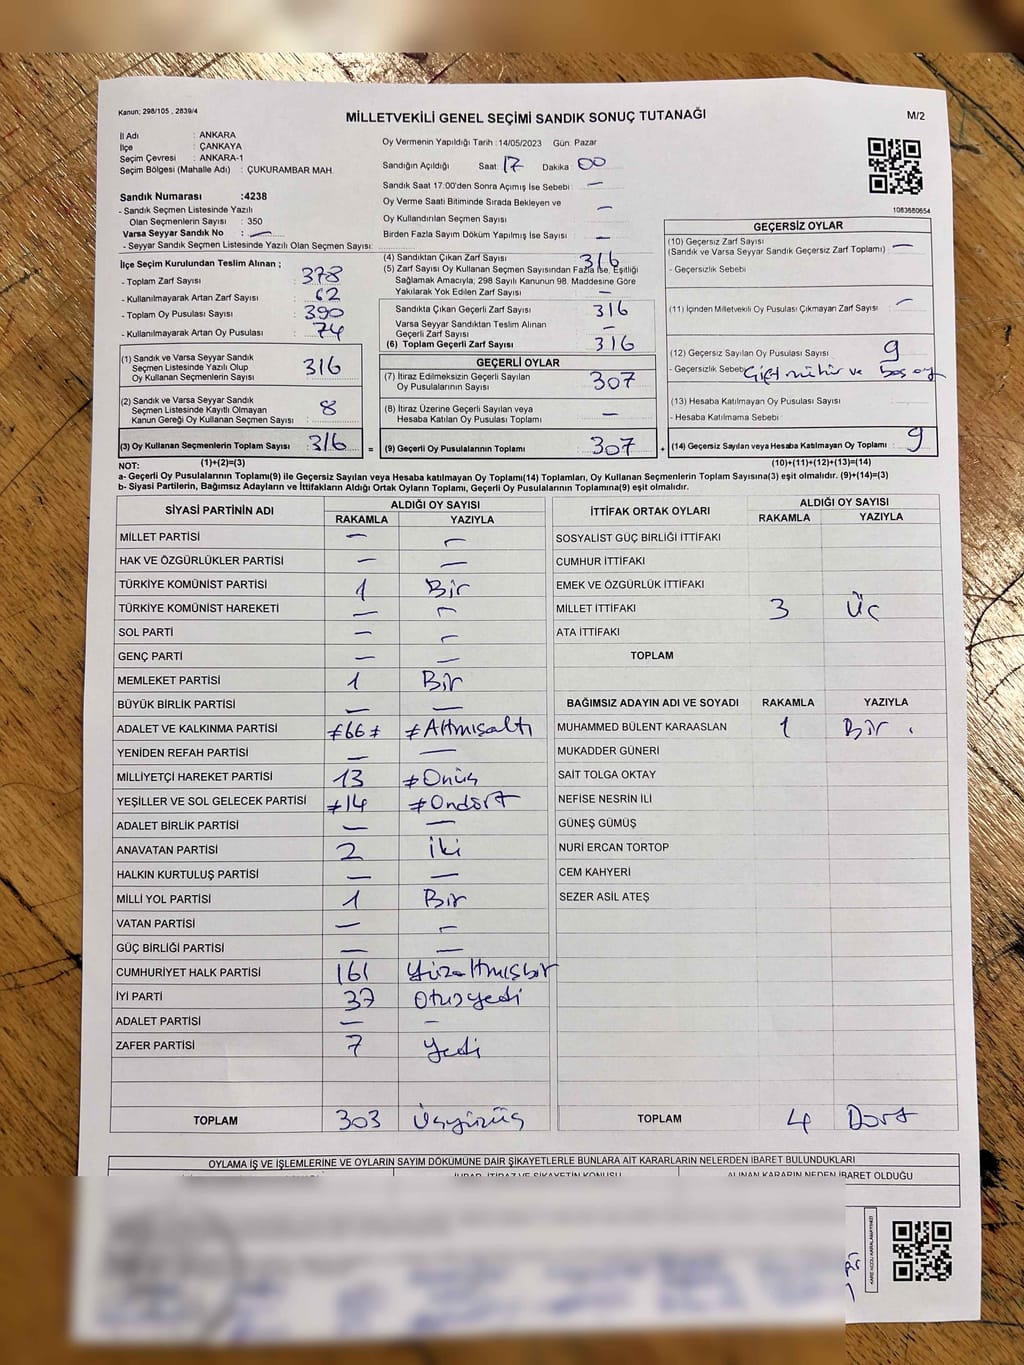 Kanun; 298/105 , 2839/4
MİLLETVEKİLİ GENEL SEÇİMİ SANDIK SONUÇ TUTANAĞI
M/2
İl Adı : ANKARA
İlçe : ÇANKAYA
Seçim Çevresi : ANKARA-1
Seçim Bölgesi (Mahalle Adı) : ÇUKURAMBAR MAH.
Sandık Numarası :4238
- Sandık Seçmen Listesinde Yazılı
Olan Seçmenlerin Sayısı : 350
Varsa Seyyar Sandık No : —
- Seyyar Sandık Seçmen Listesinde Yazılı Olan Seçmen Sayısı:
Oy Vermenin Yapıldığı Tarih :14/05/2023 Gün: Pazar
Sandığın Açıldığı Saat: 17 Dakika : 00
Sandık Saat 17:00'den Sonra Açımış İse Sebebi : —
Oy Verme Saati Bitiminde Sırada Bekleyen ve
Oy Kullandırılan Seçmen Sayısı : —
Birden Fazla Sayım Döküm Yapılmış İse Sayısı : —
1083680654
İlçe Seçim Kurulundan Teslim Alınan ;
- Toplam Zarf Sayısı : 378
- Kullanılmayarak Artan Zarf Sayısı : 62
- Toplam Oy Pusulası Sayısı : 390
- Kullanılmayarak Artan Oy Pusulası : 74
(4) Sandıktan Çıkan Zarf Sayısı : 316
(5) Zarf Sayısı Oy Kullanan Seçmen Sayısından Fazla İse, Eşitliği
Sağlamak Amacıyla; 298 Sayılı Kanunun 98. Maddesine Göre
Yakılarak Yok Edilen Zarf Sayısı : —
Sandıkta Çıkan Geçerli Zarf Sayısı : 316
Varsa Seyyar Sandıktan Teslim Alınan
Geçerli Zarf Sayısı : —
(6) Toplam Geçerli Zarf Sayısı : 316
GEÇERSİZ OYLAR
(10) Geçersiz Zarf Sayısı
(Sandık ve Varsa Seyyar Sandık Geçersiz Zarf Toplamı) : —
- Geçersizlik Sebebi :
(11) İçinden Milletvekili Oy Pusulası Çıkmayan Zarf Sayısı : —
(12) Geçersiz Sayılan Oy Pusulası Sayısı : 9
- Geçersizlik Sebebi : Çift mühür ve boş oy
(13) Hesaba Katılmayan Oy Pusulası Sayısı :
- Hesaba Katılmama Sebebi :
(14) Geçersiz Sayılan veya Hesaba Katılmayan Oy Toplamı : 9
(10)+(11)+(12)+(13)=(14)
(1) Sandık ve Varsa Seyyar Sandık
Seçmen Listesinde Yazılı Olup
Oy Kullanan Seçmenlerin Sayısı : 316
(2) Varsa Sandık ve Varsa Seyyar Sandık
Seçmen Listesinde Kayıtlı Olmayan
Kanun Gereği Oy Kullanan Seçmen Sayısı : 8
(3) Oy Kullanan Seçmenlerin Toplam Sayısı : 316 =
(1)+(2)=(3)
GEÇERLİ OYLAR
(7) İtiraz Edilmeksizin Geçerli Sayılan
Oy Pusulalarının Sayısı : 307
(8) İtiraz Üzerine Geçerli Sayılan veya
Hesaba Katılan Oy Pusulası Toplamı : —
(9) Geçerli Oy Pusulalarının Toplamı : 307 +
NOT:
a- Geçerli Oy Pusulalarının Toplamı(9) ile Geçersiz Sayılan veya Hesaba katılmayan Oy Toplamı(14) Toplamları, Oy Kullanan Seçmenlerin Toplam Sayısına(3) eşit olmalıdır. (9)+(14)=(3)
b- Siyasi Partilerin, Bağımsız Adayların ve İttifakların Aldığı Ortak Oyların Toplamı, Geçerli Oy Pusulalarının Toplamına(9) eşit olmalıdır.
SİYASİ PARTİNİN ADI ALDIĞI OY SAYISI
RAKAMLA YAZIYLA
MİLLET PARTİSİ — —
HAK VE ÖZGÜRLÜKLER PARTİSİ — —
TÜRKİYE KOMÜNİST PARTİSİ 1 Bir
TÜRKİYE KOMÜNİST HAREKETİ — —
SOL PARTİ — —
GENÇ PARTİ — —
MEMLEKET PARTİSİ 1 Bir
BÜYÜK BİRLİK PARTİSİ — —
ADALET VE KALKINMA PARTİSİ ≠66≠ ≠Altmışaltı
YENİDEN REFAH PARTİSİ — —
MİLLİYETÇİ HAREKET PARTİSİ 13 ≠Onüç
YEŞİLLER VE SOL GELECEK PARTİSİ ≠14 ≠Ondört
ADALET BİRLİK PARTİSİ — —
ANAVATAN PARTİSİ 2 İki
HALKIN KURTULUŞ PARTİSİ — —
MİLLİ YOL PARTİSİ 1 Bir
VATAN PARTİSİ — —
GÜÇ BİRLİĞİ PARTİSİ — —
CUMHURİYET HALK PARTİSİ 161 Yüzaltmışbir
İYİ PARTİ 37 Otuzyedi
ADALET PARTİSİ — —
ZAFER PARTİSİ 7 Yedi
TOPLAM 303 Üçyüzüç
İTTİFAK ORTAK OYLARI ALDIĞI OY SAYISI
RAKAMLA YAZIYLA
SOSYALİST GÜÇ BİRLİĞİ İTTİFAKI
CUMHUR İTTİFAKI
EMEK VE ÖZGÜRLÜK İTTİFAKI
MİLLET İTTİFAKI 3 Üç
ATA İTTİFAKI
TOPLAM
BAĞIMSIZ ADAYIN ADI VE SOYADI RAKAMLA YAZIYLA
MUHAMMED BÜLENT KARAASLAN 1 Bir .
MUKADDER GÜNERİ
SAİT TOLGA OKTAY
NEFİSE NESRİN İLİ
GÜNEŞ GÜMÜŞ
NURİ ERCAN TORTOP
CEM KAHYERİ
SEZER ASİL ATEŞ
TOPLAM 4 Dört
OYLAMA İŞ VE İŞLEMLERİNE VE OYLARIN SAYIM DÖKÜMÜNE DAİR ŞİKAYETLERLE BUNLARA AİT KARARLARIN NELERDEN İBARET BULUNDUKLARI
İHBAR, İTİRAZ VE ŞİKAYETİN KONUSU ALINAN KARARIN NEDEN İBARET OLDUĞU